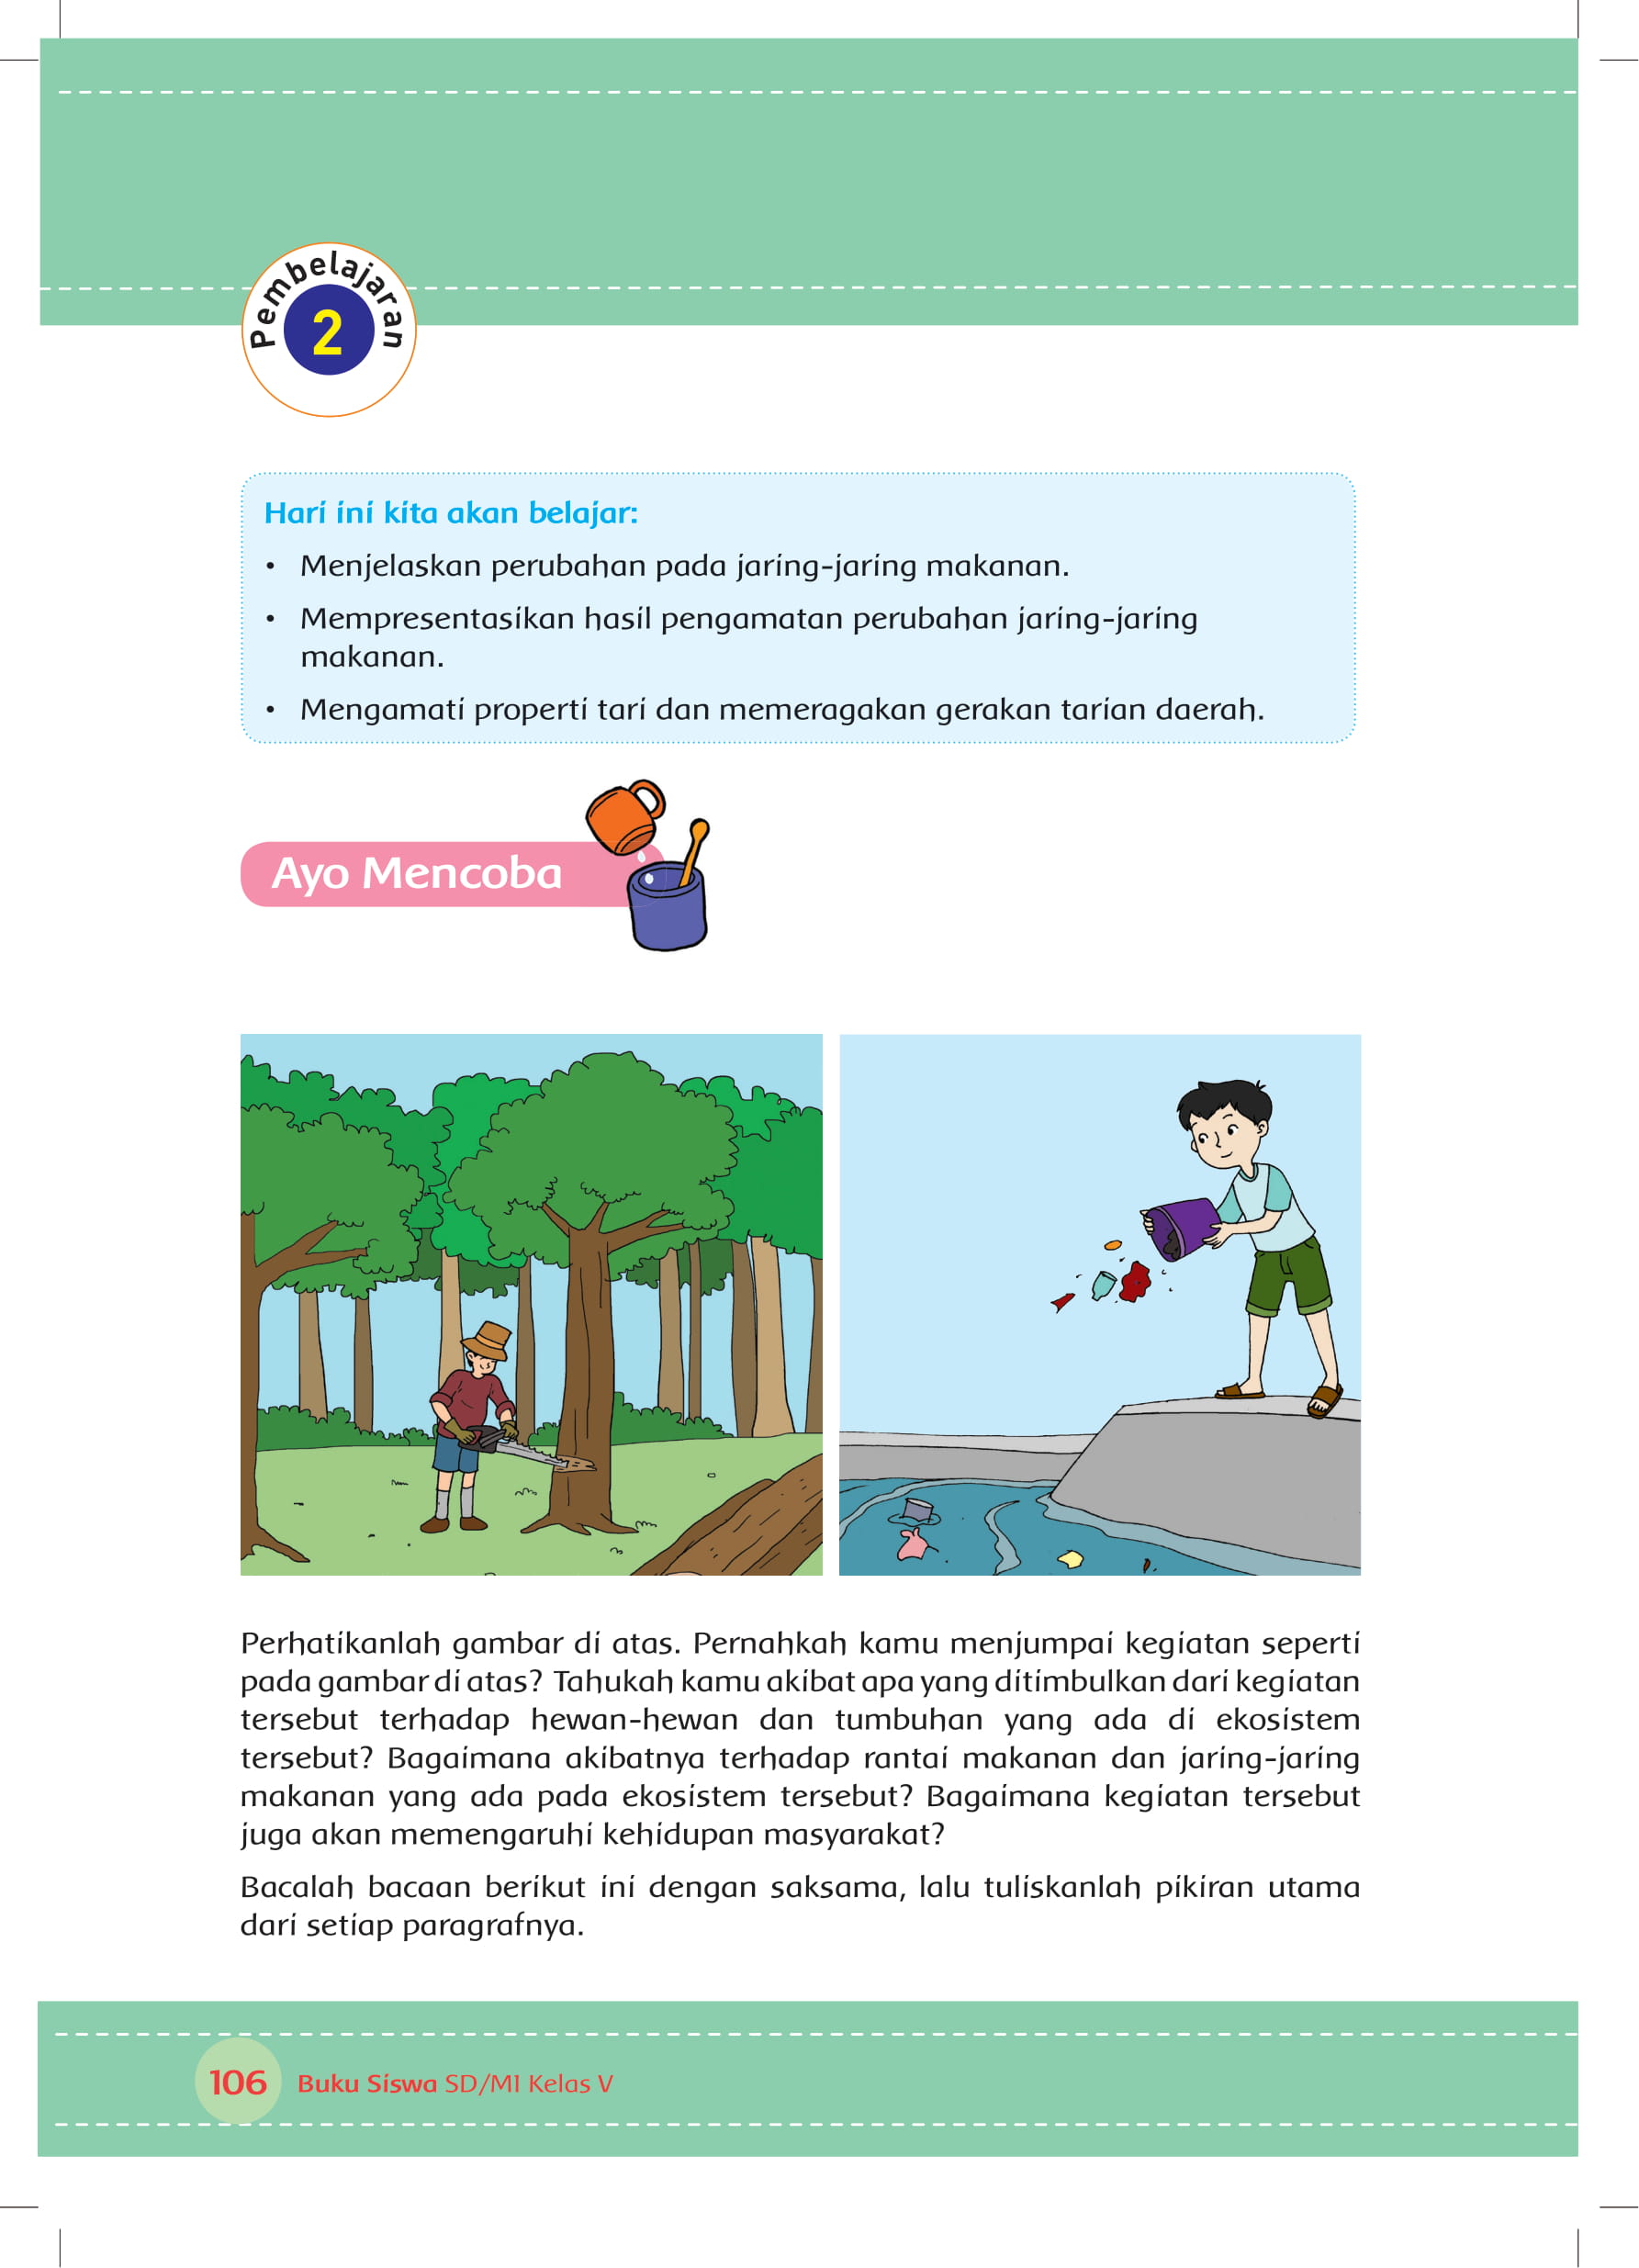 Pembelajaran
2
Hari ini kita akan belajar:
• Menjelaskan perubahan pada jaring-jaring makanan.
• Mempresentasikan hasil pengamatan perubahan jaring-jaring
makanan.
• Mengamati properti tari dan memeragakan gerakan tarian daerah.
Ayo Mencoba
Perhatikanlah gambar di atas. Pernahkah kamu menjumpai kegiatan seperti
pada gambar di atas? Tahukah kamu akibat apa yang ditimbulkan dari kegiatan
tersebut terhadap hewan-hewan dan tumbuhan yang ada di ekosistem
tersebut? Bagaimana akibatnya terhadap rantai makanan dan jaring-jaring
makanan yang ada pada ekosistem tersebut? Bagaimana kegiatan tersebut
juga akan memengaruhi kehidupan masyarakat?
Bacalah bacaan berikut ini dengan saksama, lalu tuliskanlah pikiran utama
dari setiap paragrafnya.
106 Buku Siswa SD/MI Kelas V